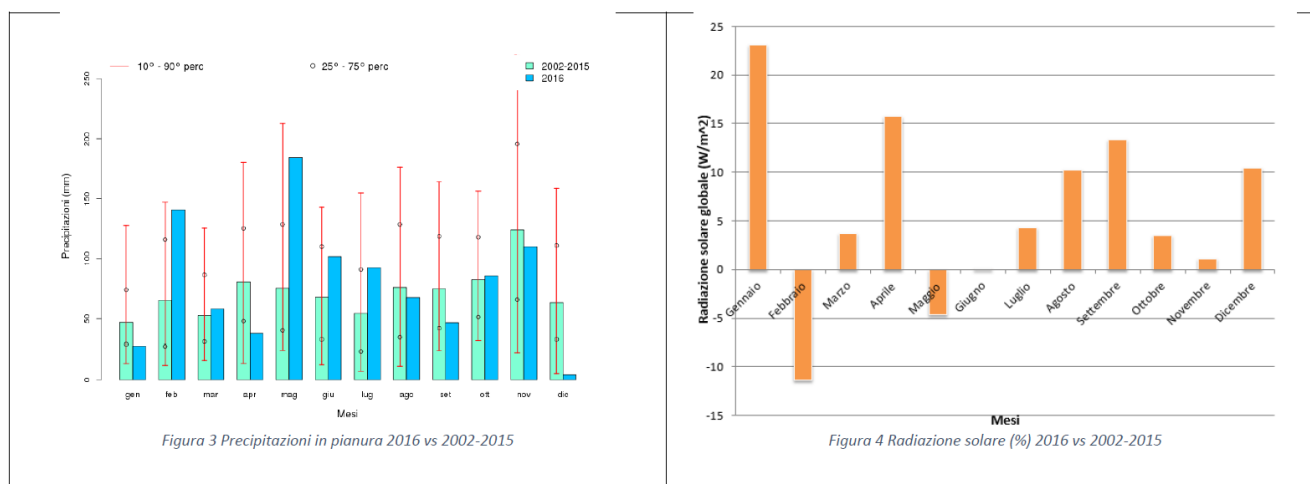 10° - 90° perc
25° - 75° perc
2002-2015
2016
Precipitazioni (mm)
250
200
150
100
50
0
gen feb mar apr mag giu lug ago set ott nov dic
Mesi
Figura 3 Precipitazioni in pianura 2016 vs 2002-2015
Radiazione solare globale (W/m^2)
25
20
15
10
5
0
-5
-10
-15
Gennaio Febbraio Marzo Aprile Maggio Giugno Luglio Agosto Settembre Ottobre Novembre Dicembre
Mesi
Figura 4 Radiazione solare (%) 2016 vs 2002-2015